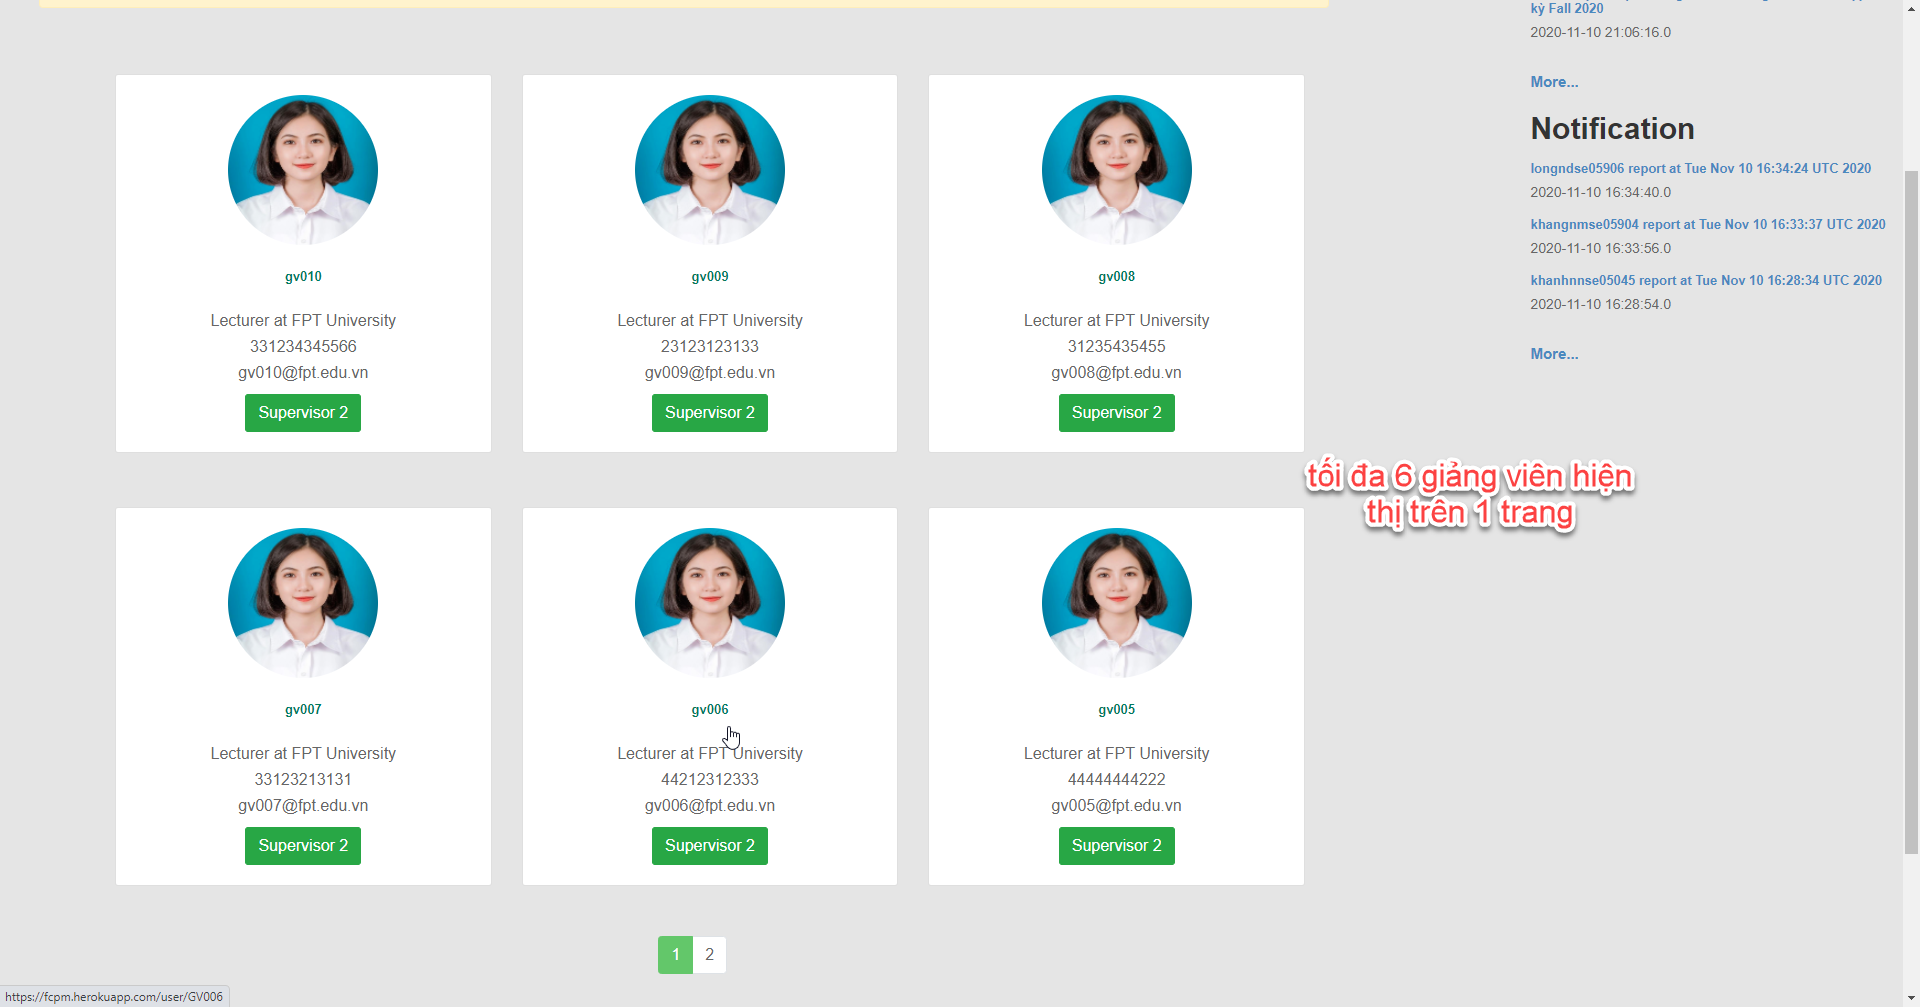 kỳ Fall 2020
2020-11-10 21:06:16.0
More...
Notification
longndse05906 report at Tue Nov 10 16:34:24 UTC 2020
2020-11-10 16:34:40.0
khangnmse05904 report at Tue Nov 10 16:33:37 UTC 2020
2020-11-10 16:33:56.0
khanhnnse05045 report at Tue Nov 10 16:28:34 UTC 2020
2020-11-10 16:28:54.0
More...
gv010
Lecturer at FPT University
331234345566
gv010@fpt.edu.vn
Supervisor 2
gv009
Lecturer at FPT University
23123123133
gv009@fpt.edu.vn
Supervisor 2
gv008
Lecturer at FPT University
31235435455
gv008@fpt.edu.vn
Supervisor 2
tối đa 6 giảng viên hiện
thị trên 1 trang
gv007
Lecturer at FPT University
33123213131
gv007@fpt.edu.vn
Supervisor 2
gv006
Lecturer at FPT University
44212312333
gv006@fpt.edu.vn
Supervisor 2
gv005
Lecturer at FPT University
44444444222
gv005@fpt.edu.vn
Supervisor 2
1 2
https://fcpm.herokuapp.com/user/GV006